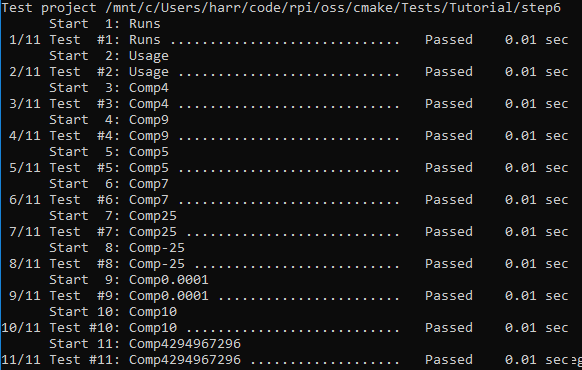 Test project /mnt/c/Users/harr/code/rpi/oss/cmake/Tests/Tutorial/step6
      Start  1: Runs
 1/11 Test  #1: Runs .............................   Passed    0.01 sec
      Start  2: Usage
 2/11 Test  #2: Usage ............................   Passed    0.01 sec
      Start  3: Comp4
 3/11 Test  #3: Comp4 ............................   Passed    0.01 sec
      Start  4: Comp9
 4/11 Test  #4: Comp9 ............................   Passed    0.01 sec
      Start  5: Comp5
 5/11 Test  #5: Comp5 ............................   Passed    0.01 sec
      Start  6: Comp7
 6/11 Test  #6: Comp7 ............................   Passed    0.01 sec
      Start  7: Comp25
 7/11 Test  #7: Comp25 ...........................   Passed    0.01 sec
      Start  8: Comp-25
 8/11 Test  #8: Comp-25 ..........................   Passed    0.01 sec
      Start  9: Comp0.0001
 9/11 Test  #9: Comp0.0001 .......................   Passed    0.01 sec
      Start 10: Comp10
10/11 Test #10: Comp10 ...........................   Passed    0.01 sec
      Start 11: Comp4294967296
11/11 Test #11: Comp4294967296 ...................   Passed    0.01 sec